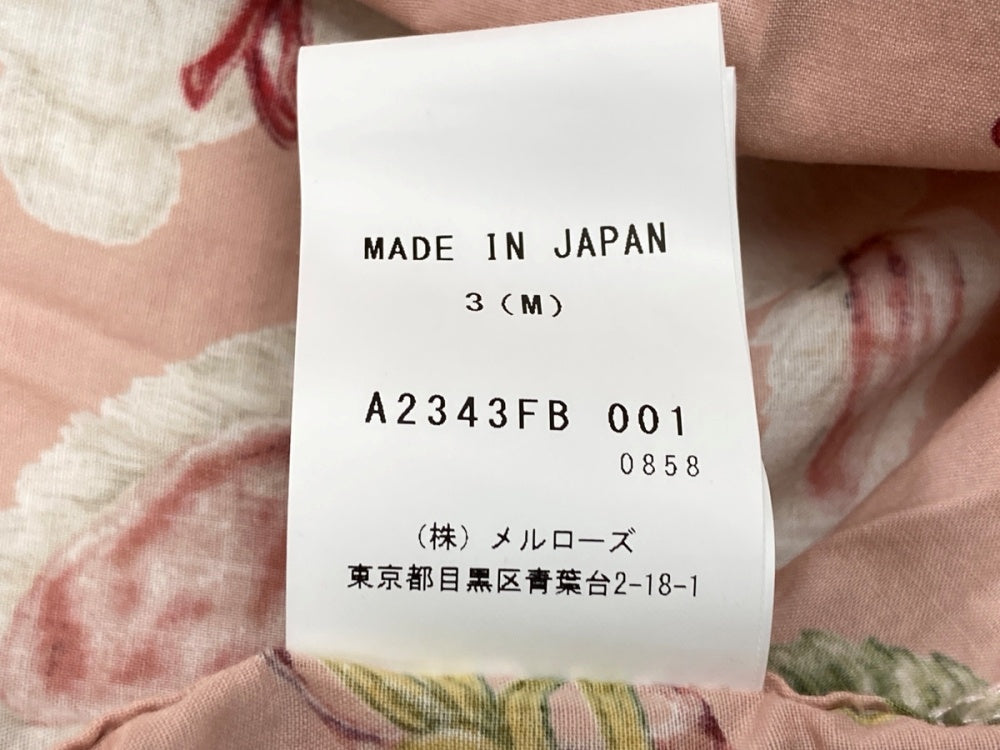 MADE IN JAPAN
3(M)
A2343FB 001
0858
(株)メルローズ
東京都目黒区青葉台2-18-1